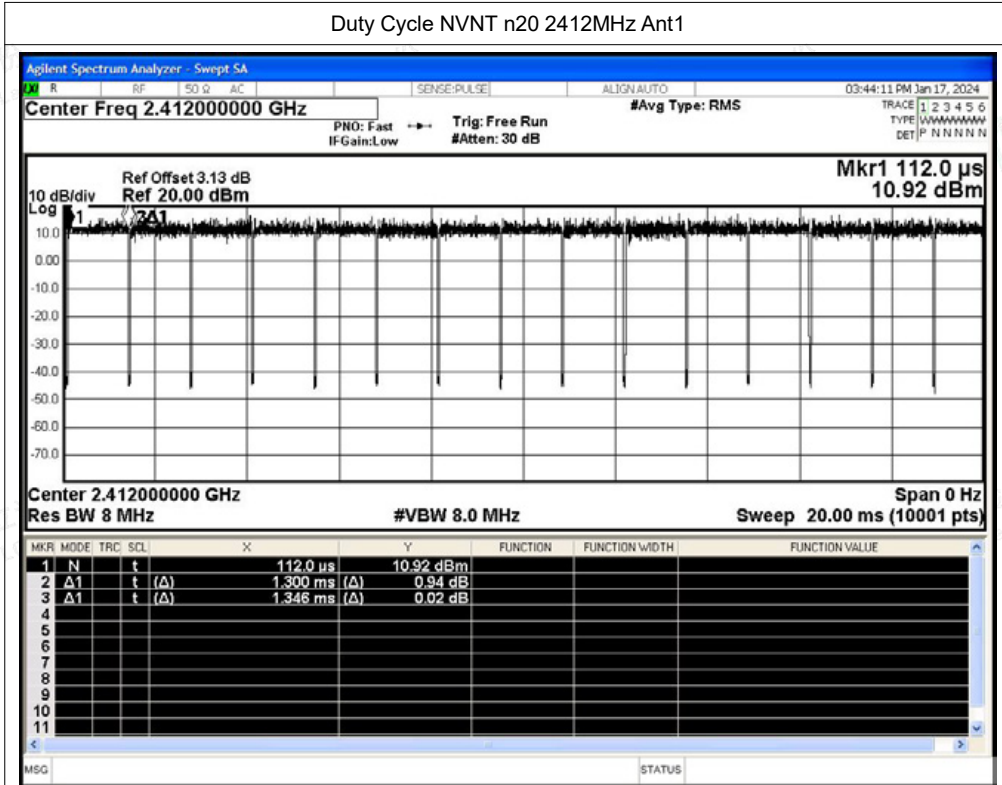 Duty Cycle NVNT n20 2412MHz Ant1
Agilent Spectrum Analyzer - Swept SA
R RF 50 Ω AC SENSE:PULSE ALIGN AUTO 03:44:11 PM Jan 17, 2024
Center Freq 2.412000000 GHz #Avg Type: RMS TRACE 1 2 3 4 5 6
PNO: Fast Trig: Free Run TYPE WWWWWW
IFGain:Low #Atten: 30 dB DET P N N N N N
Ref Offset 3.13 dB Mkr1 112.0 µs
10 dB/div Ref 20.00 dBm 10.92 dBm
Log
1 3Δ1
10.0
0.00
-10.0
-20.0
-30.0
-40.0
-50.0
-60.0
-70.0
Center 2.412000000 GHz Span 0 Hz
Res BW 8 MHz #VBW 8.0 MHz Sweep 20.00 ms (10001 pts)
MKR MODE TRC SCL X Y FUNCTION FUNCTION WIDTH FUNCTION VALUE
1 N t 112.0 µs 10.92 dBm
2 Δ1 t (Δ) 1.300 ms (Δ) 0.94 dB
3 Δ1 t (Δ) 1.346 ms (Δ) 0.02 dB
4
5
6
7
8
9
10
11
MSG STATUS